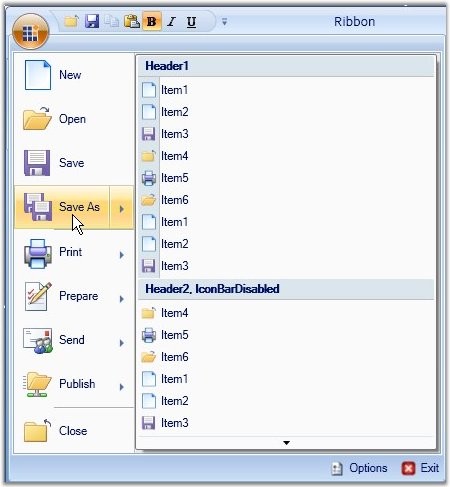 B I U Ribbon
New
Open
Save
Save As
Print
Prepare
Send
Publish
Close
Header1
Item1
Item2
Item3
Item4
Item5
Item6
Item1
Item2
Item3
Header2, IconBarDisabled
Item4
Item5
Item6
Item1
Item2
Item3
Options Exit